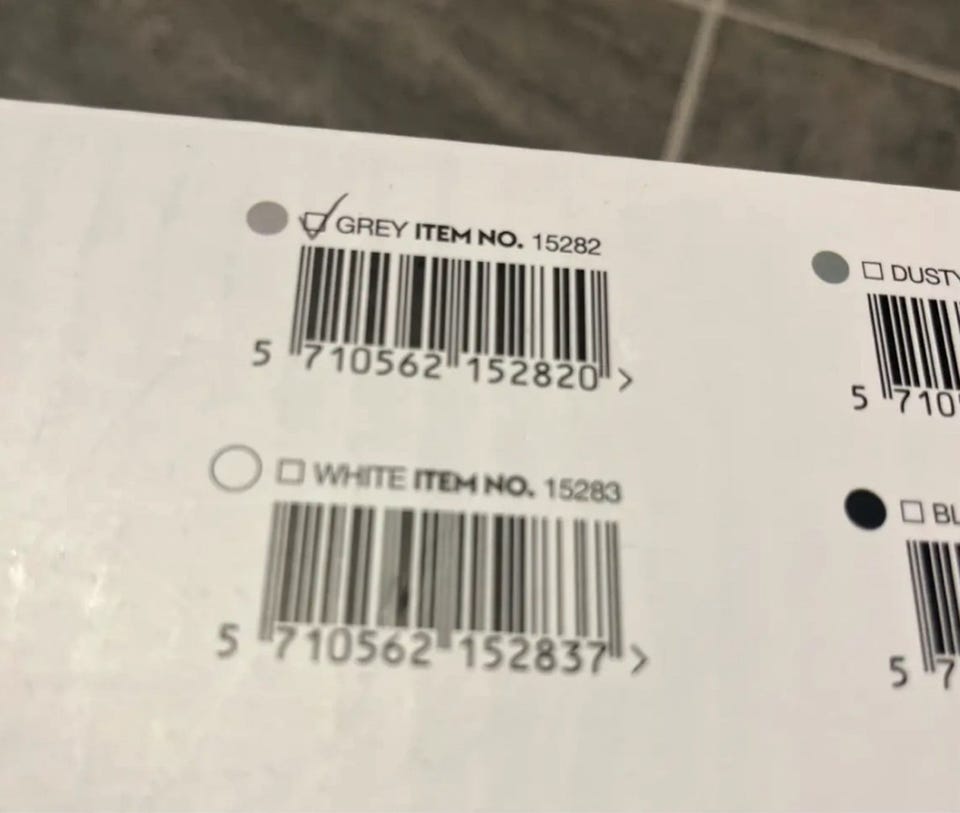 GREY ITEM NO. 15282
5 710562 152820 >
WHITE ITEM NO. 15283
5 710562 152837 >
DUSTY
5 710
BL
5 7